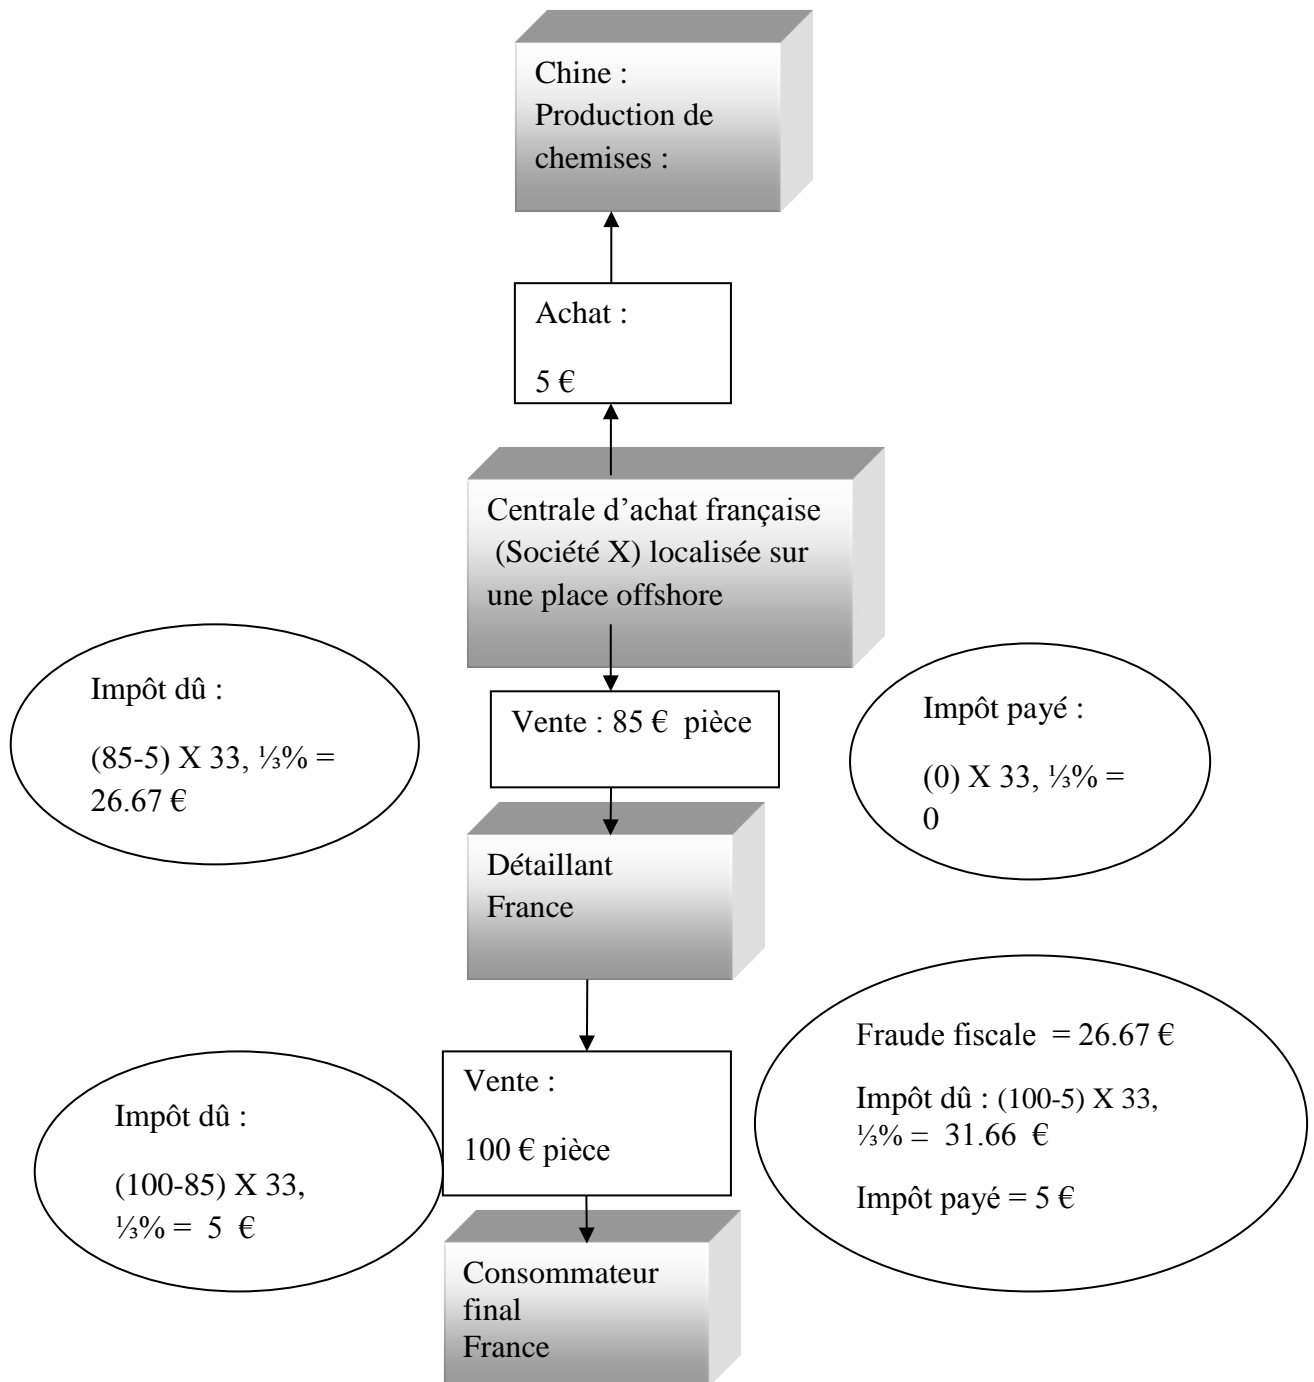 Chine :
Production de
chemises :
Achat :
5 €
Centrale d’achat française
(Société X) localisée sur
une place offshore
Impôt dû :
(85-5) X 33, ⅓% =
26.67 €
Vente : 85 € pièce
Impôt payé :
(0) X 33, ⅓% =
0
Détaillant
France
Impôt dû :
(100-85) X 33,
⅓% = 5 €
Vente :
100 € pièce
Fraude fiscale = 26.67 €
Impôt dû : (100-5) X 33,
⅓% = 31.66 €
Impôt payé = 5 €
Consommateur
final
France